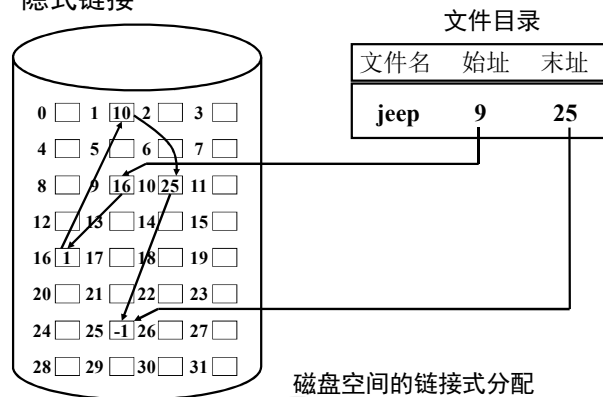 隐式链接
文件目录
文件名 始址 末址
jeep 9 25
0 1 10 2 3
4 5 6 7
8 9 16 10 25 11
12 13 14 15
16 1 17 18 19
20 21 22 23
24 25 -1 26 27
28 29 30 31
磁盘空间的链接式分配